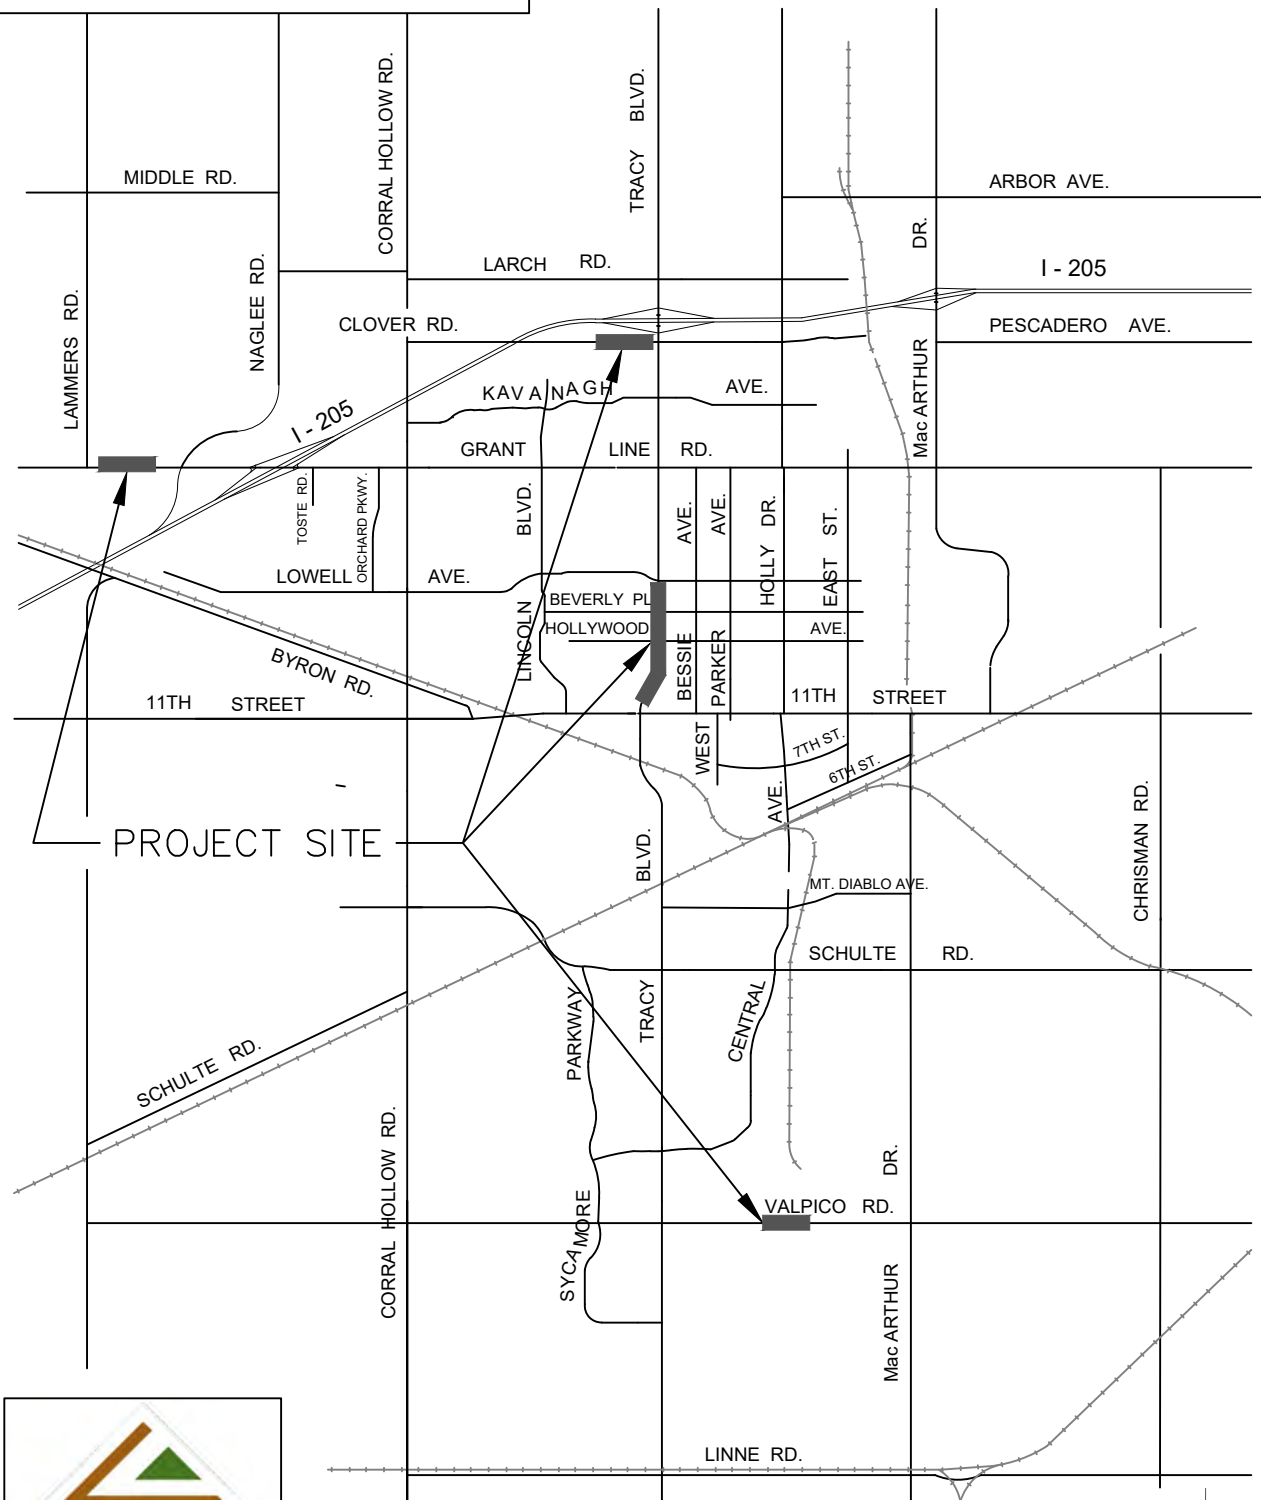 CORRAL HOLLOW RD.
TRACY BLVD.
MIDDLE RD.
ARBOR AVE.
DR.
LARCH RD.
I - 205
NAGLEE RD.
LAMMERS RD.
CLOVER RD.
PESCADERO AVE.
Mac ARTHUR
KAVANAGH AVE.
I - 205
GRANT LINE RD.
TOSTE RD.
ORCHARD PKWY.
BLVD.
AVE.
AVE.
HOLLY DR.
EAST ST.
LOWELL AVE.
BEVERLY PL
HOLLYWOOD AVE.
LINCOLN
BESSIE
PARKER
BYRON RD.
11TH STREET
11TH STREET
WEST
7TH ST.
6TH ST.
AVE.
PROJECT SITE
BLVD.
CHRISMAN RD.
MT. DIABLO AVE.
SCHULTE RD.
PARKWAY
TRACY
CENTRAL
SCHULTE RD.
CORRAL HOLLOW RD.
DR.
VALPICO RD.
SYCAMORE
Mac ARTHUR
LINNE RD.